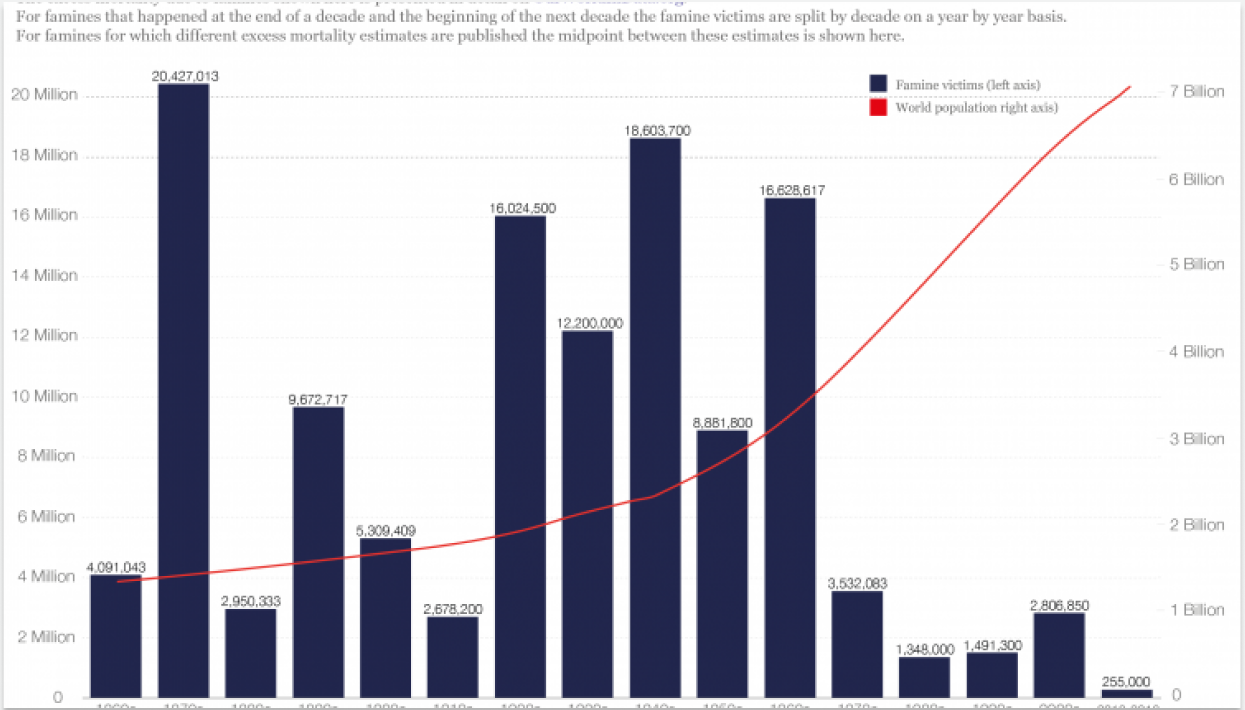 For famines that happened at the end of a decade and the beginning of the next decade the famine victims are split by decade on a year by year basis.
For famines for which different excess mortality estimates are published the midpoint between these estimates is shown here.
20,427,013
Famine victims (left axis)
World population right axis)
20 Million
7 Billion
18,603,700
18 Million
16,628,617
6 Billion
16,024,500
16 Million
14 Million
5 Billion
12,200,000
12 Million
4 Billion
9,672,717
10 Million
8,881,800
3 Billion
8 Million
5,309,409
6 Million
2 Billion
4,091,043
4 Million
3,532,083
2,950,333
2,678,200
2,806,850
1 Billion
2 Million
1,348,000
1,491,300
255,000
0
0